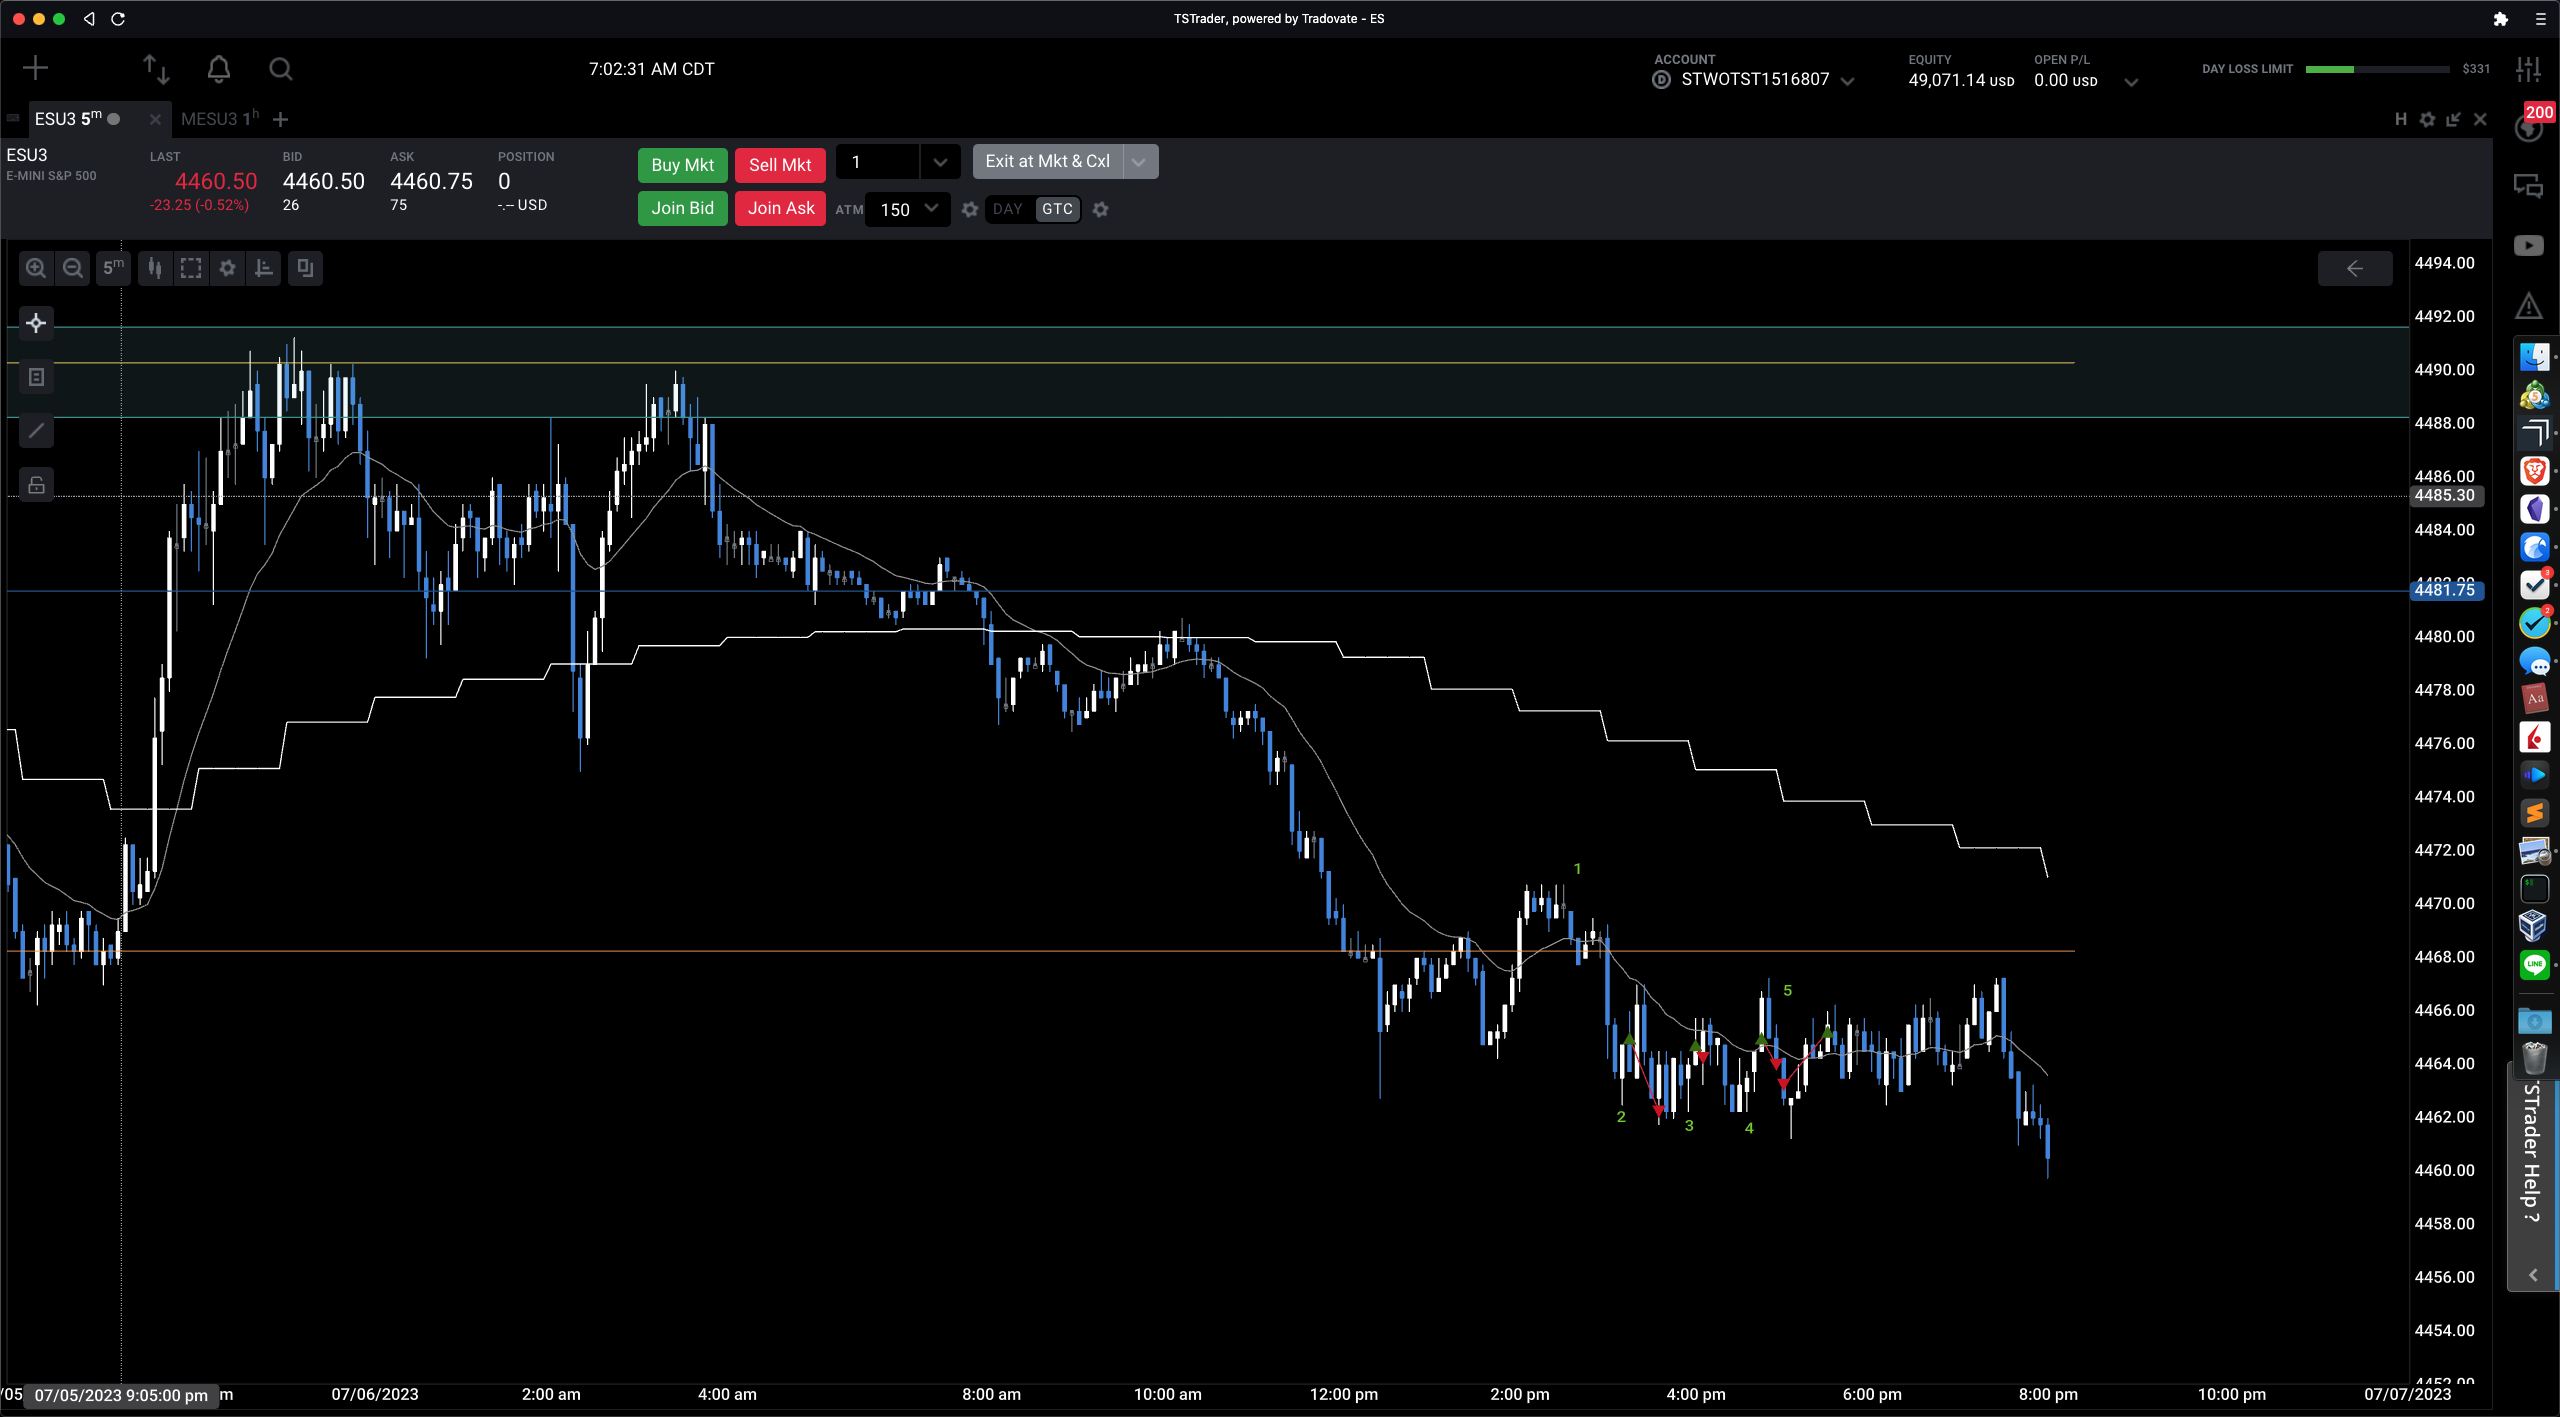 TSTrader, powered by Tradovate - ES
7:02:31 AM CDT
ACCOUNT
STWOTST1516807
EQUITY
49,071.14 USD
OPEN P/L
0.00 USD
DAY LOSS LIMIT
$331
200
ESU3 5m
MESU3 1h
H
ESU3
E-MINI S&P 500
LAST
4460.50
-23.25 (-0.52%)
BID
4460.50
26
ASK
4460.75
75
POSITION
0
-.-- USD
Buy Mkt
Sell Mkt
1
Exit at Mkt & Cxl
Join Bid
Join Ask
ATM
150
DAY
GTC
5m
4494.00
4492.00
4490.00
4488.00
4486.00
4485.30
4484.00
4481.75
4480.00
4478.00
4476.00
4474.00
4472.00
4470.00
4468.00
4466.00
4464.00
4462.00
4460.00
4458.00
4456.00
4454.00
4452.00
1
2
3
4
5
07/05/2023 9:05:00 pm
07/06/2023
2:00 am
4:00 am
8:00 am
10:00 am
12:00 pm
2:00 pm
4:00 pm
6:00 pm
8:00 pm
10:00 pm
07/07/2023
3
2
Aa
LINE
STrader Help ?